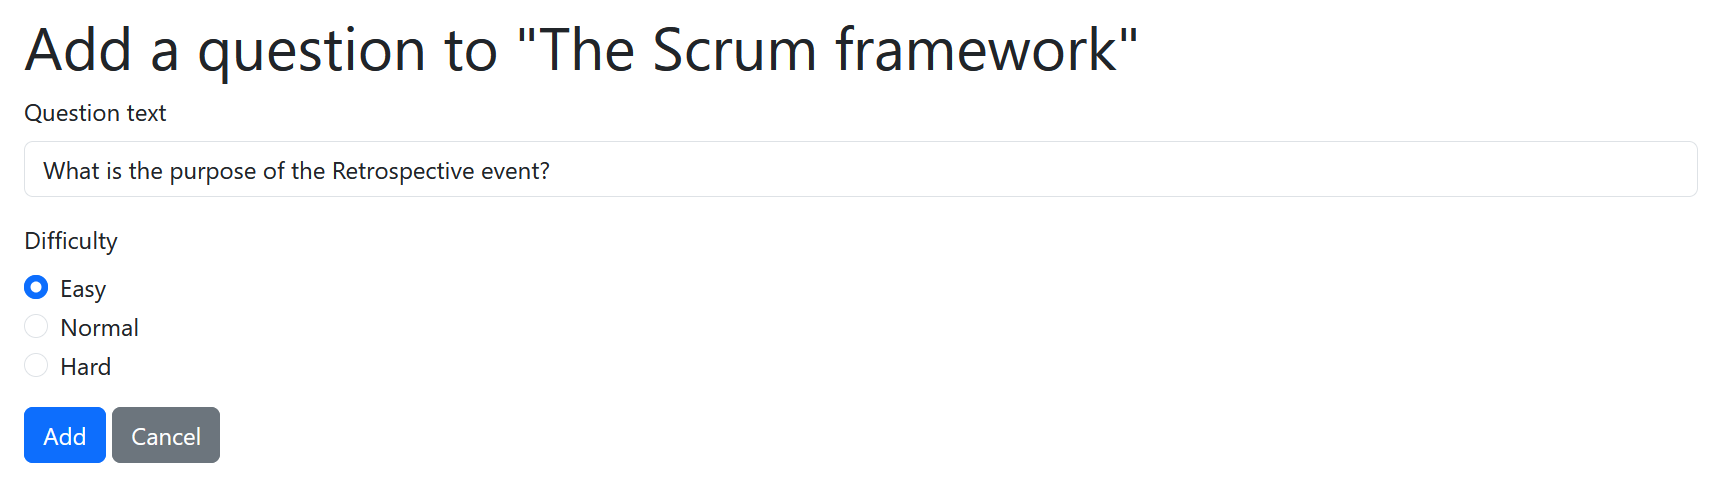 Add a question to "The Scrum framework"
Question text
What is the purpose of the Retrospective event?
Difficulty
Easy
Normal
Hard
Add Cancel